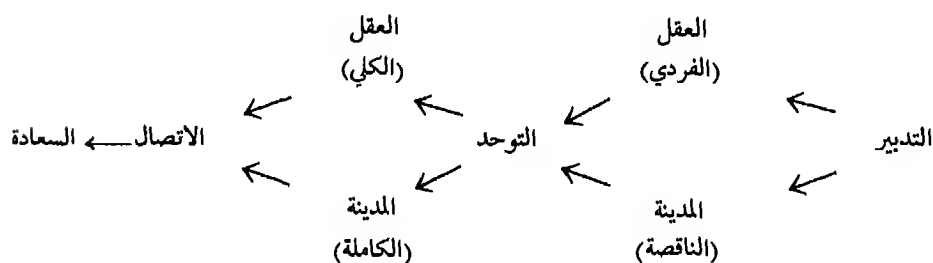 العقل
(الفردي)
العقل
(الكلي)
التدبير
التوحد
الاتصال
السعادة
المدينة
(الناقصة)
المدينة
(الكاملة)